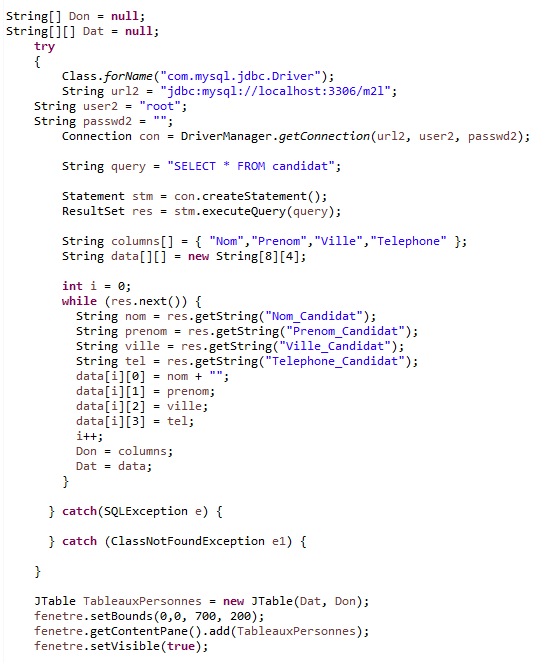 String[] Don = null;
String[][] Dat = null;
try
{
Class.forName("com.mysql.jdbc.Driver");
String url2 = "jdbc:mysql://localhost:3306/m2l";
String user2 = "root";
String passwd2 = "";
Connection con = DriverManager.getConnection(url2, user2, passwd2);
String query = "SELECT * FROM candidat";
Statement stm = con.createStatement();
ResultSet res = stm.executeQuery(query);
String columns[] = { "Nom","Prenom","Ville","Telephone" };
String data[][] = new String[8][4];
int i = 0;
while (res.next()) {
String nom = res.getString("Nom_Candidat");
String prenom = res.getString("Prenom_Candidat");
String ville = res.getString("Ville_Candidat");
String tel = res.getString("Telephone_Candidat");
data[i][0] = nom + "";
data[i][1] = prenom;
data[i][2] = ville;
data[i][3] = tel;
i++;
Don = columns;
Dat = data;
}
} catch(SQLException e) {
} catch (ClassNotFoundException e1) {
}
JTable TableauxPersonnes = new JTable(Dat, Don);
fenetre.setBounds(0,0, 700, 200);
fenetre.getContentPane().add(TableauxPersonnes);
fenetre.setVisible(true);